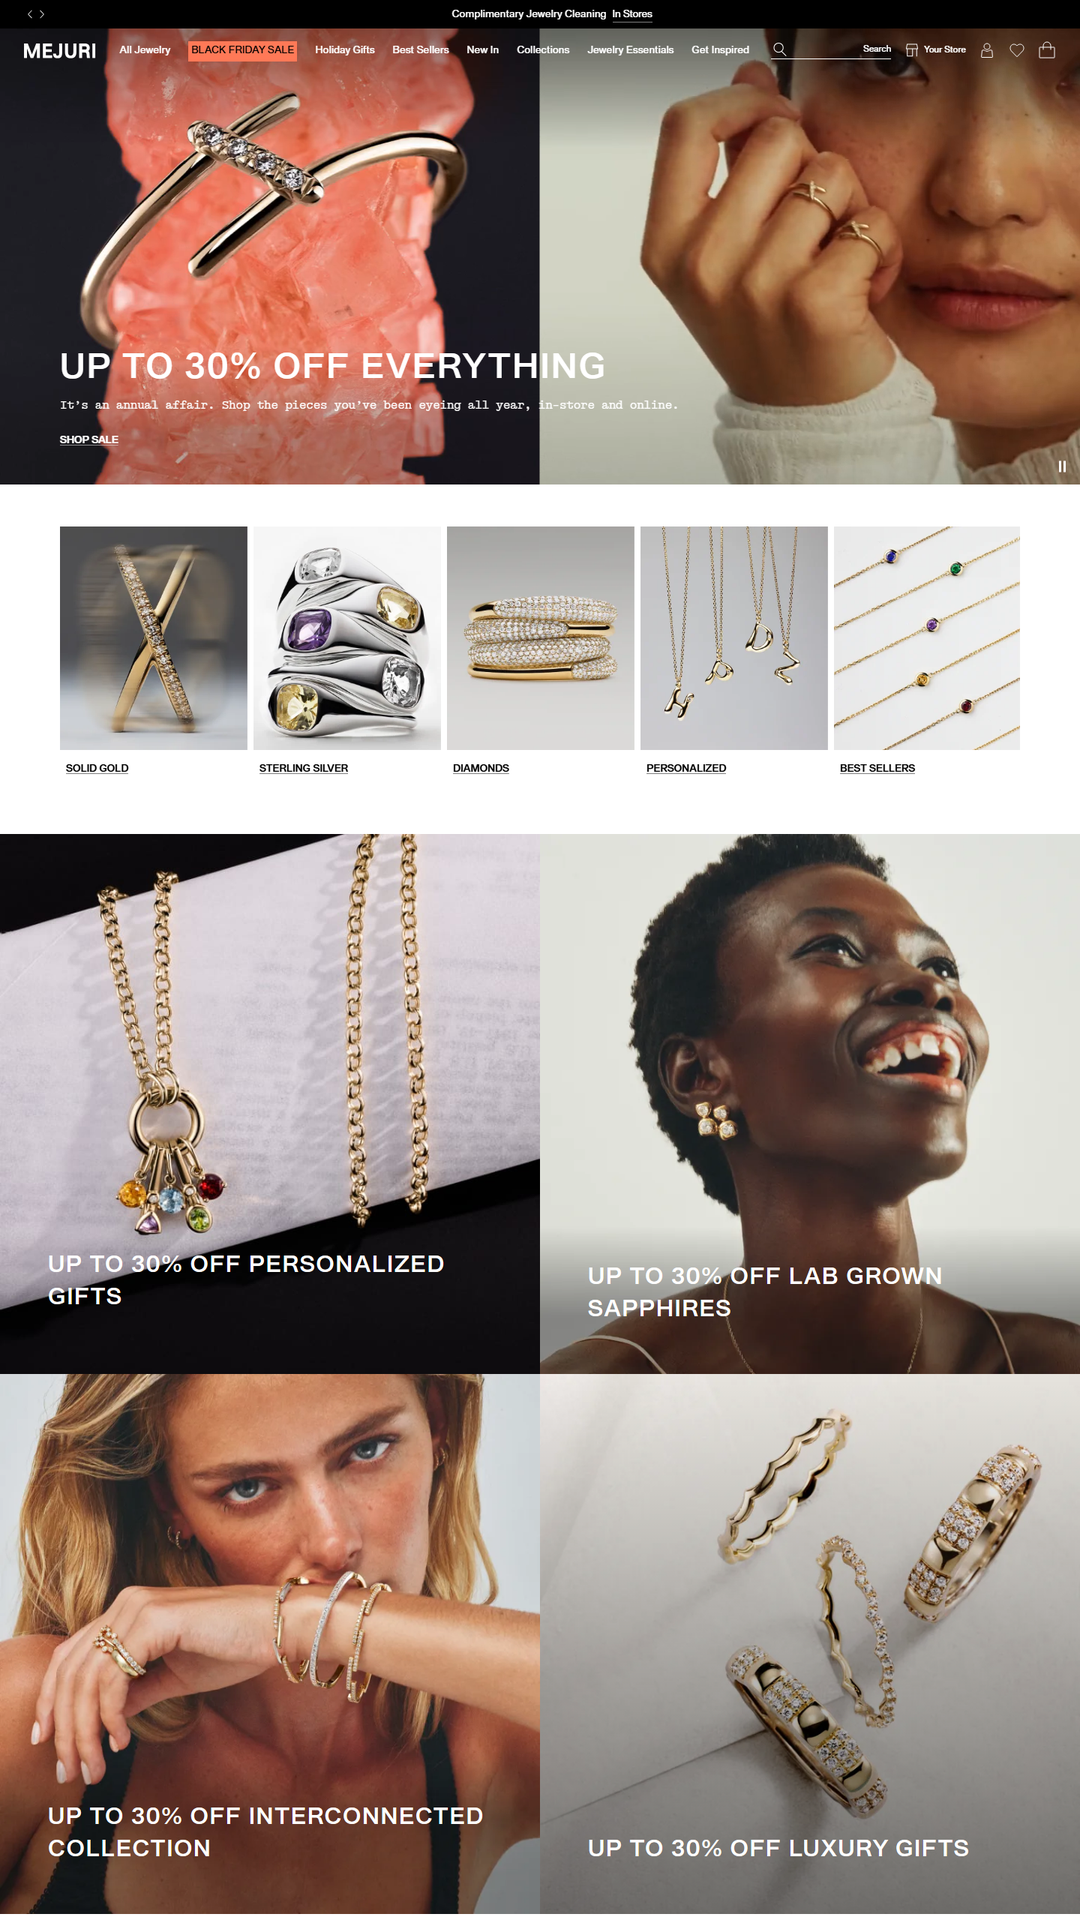 Complimentary Jewelry Cleaning In Stores
MEJURI All Jewelry BLACK FRIDAY SALE Holiday Gifts Best Sellers New In Collections Jewelry Essentials Get Inspired Search Your Store
UP TO 30% OFF EVERYTHING
It's an annual affair. Shop the pieces you've been eyeing all year, in-store and online.
SHOP SALE
SOLID GOLD
STERLING SILVER
DIAMONDS
PERSONALIZED
BEST SELLERS
UP TO 30% OFF PERSONALIZED
GIFTS
UP TO 30% OFF LAB GROWN
SAPPHIRES
UP TO 30% OFF INTERCONNECTED
COLLECTION
UP TO 30% OFF LUXURY GIFTS